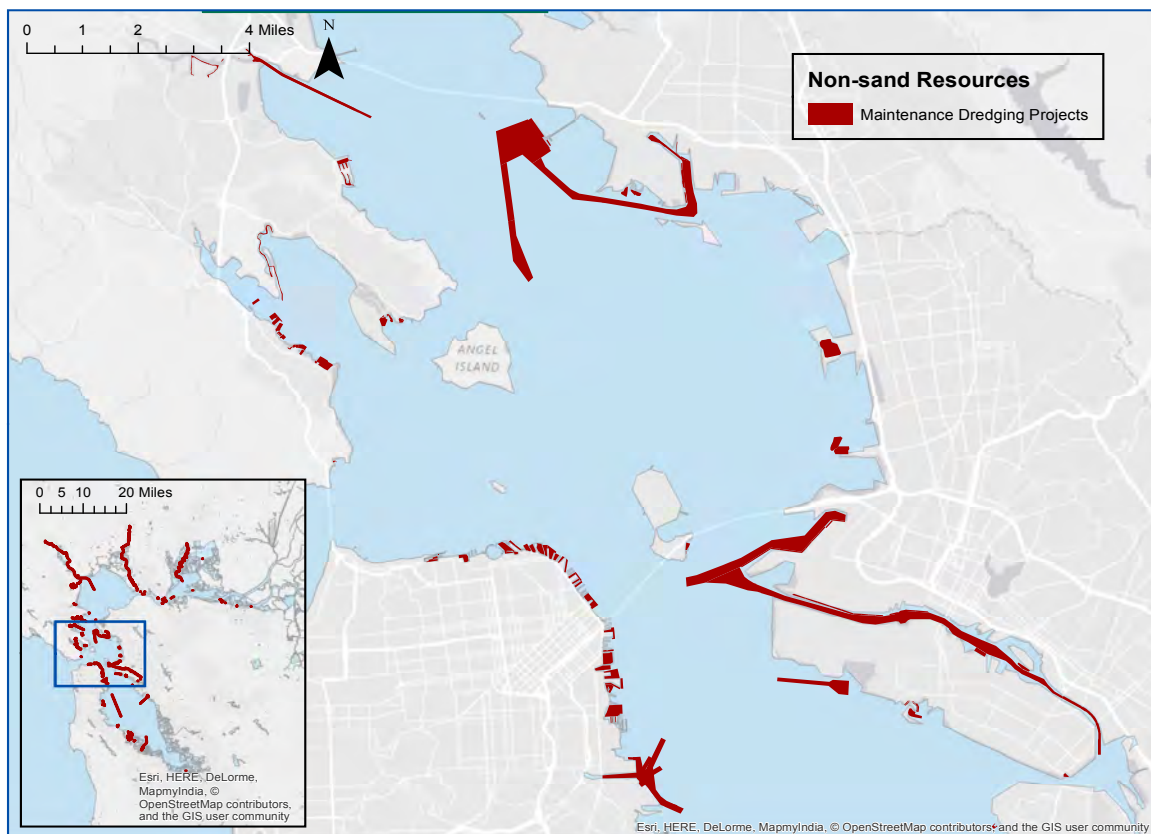 0 1 2 4 Miles
N
Non-sand Resources
Maintenance Dredging Projects
ANGEL
ISLAND
0 5 10 20 Miles
Esri, HERE, DeLorme,
MapmyIndia, ©
OpenStreetMap contributors,
and the GIS user community
Esri, HERE, DeLorme, MapmyIndia, © OpenStreetMap contributors, and the GIS user community